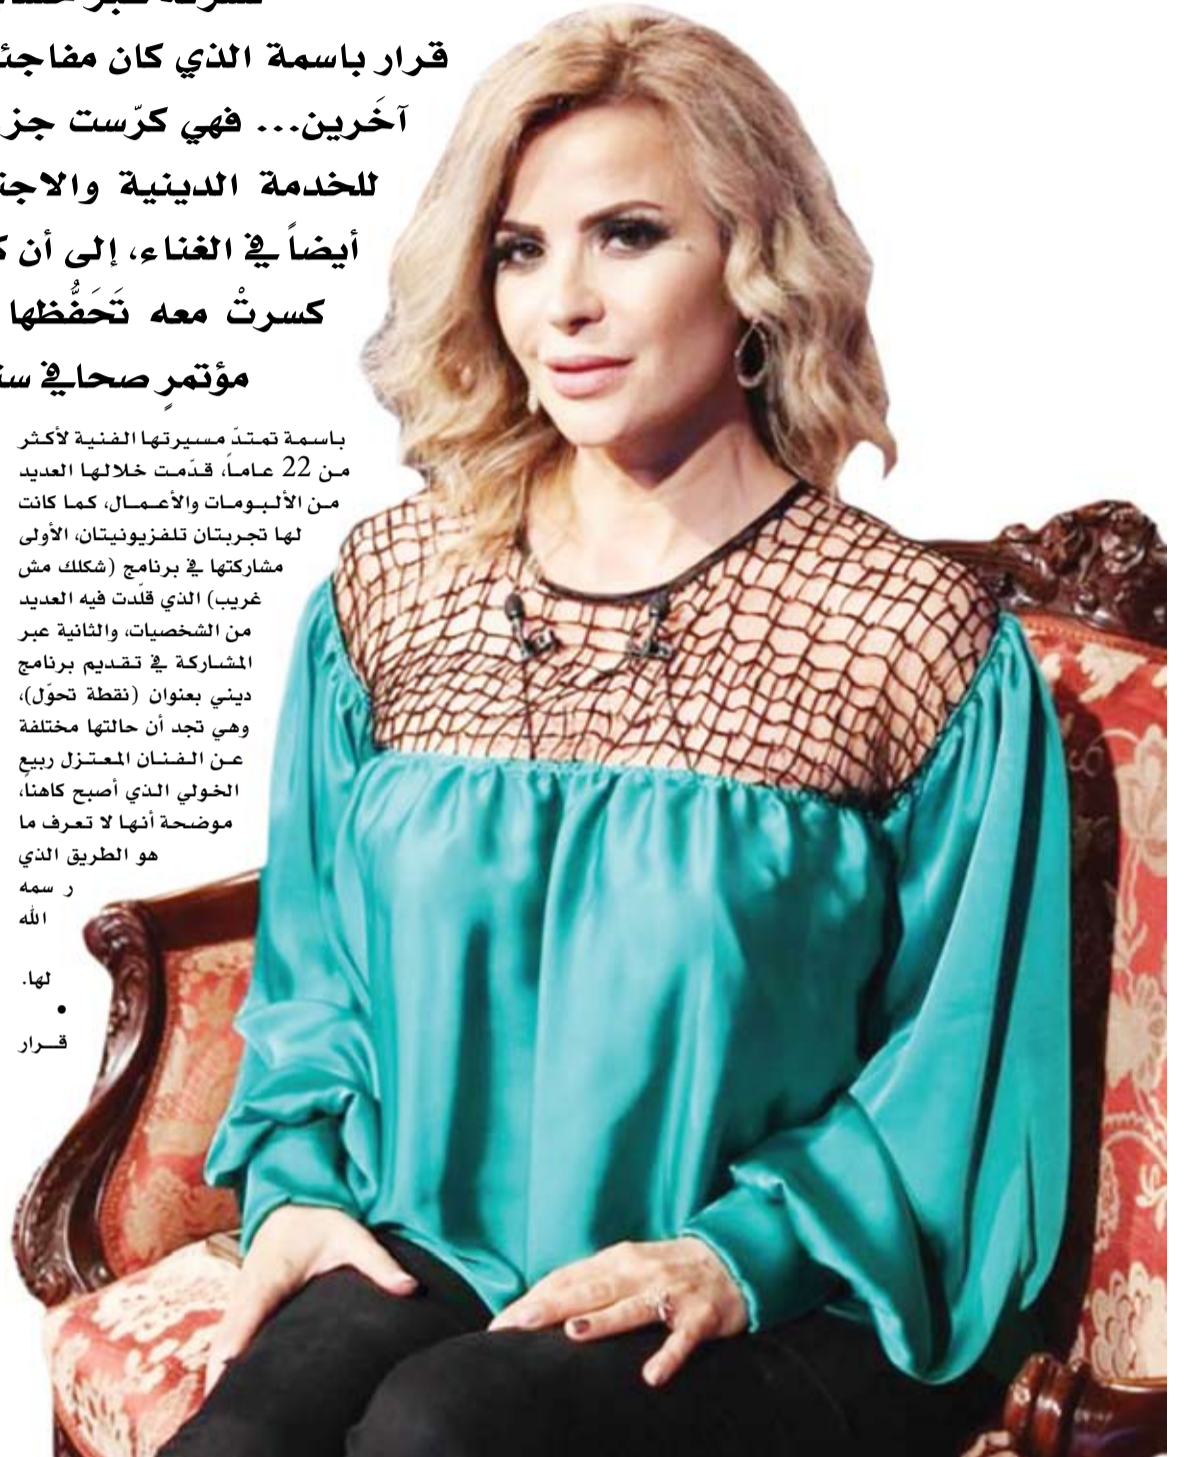 قرار باسمة الذي كان
آخَرين... فهي كرّست
للخدمة الدينية
أيضاً في الغناء، إلى أن
كسرتْ معه تَحَفُّظها
مؤتمرٍ صحافي
باسمة تمتدّ مسيرتها الفنية لأكثر
من 22 عاماً، قدّمت خلالها العديد
من الألبومات والأعمال، كما كانت
لها تجربتان تلفزيونيتان، الأولى
مشاركتها في برنامج (شكلك مش
غريب) الذي قلّدت فيه العديد
من الشخصيات، والثانية عبر
المشاركة في تقديم برنامج
ديني بعنوان (نقطة تحوّل)،
وهي تجد أن حالتها مختلفة
عن الفنان المعتزل ربيع
الخولي الذي أصبح كاهنا،
موضحة أنها لا تعرف ما
هو الطريق الذي
ر سمه
الله
لها.
•
قرار